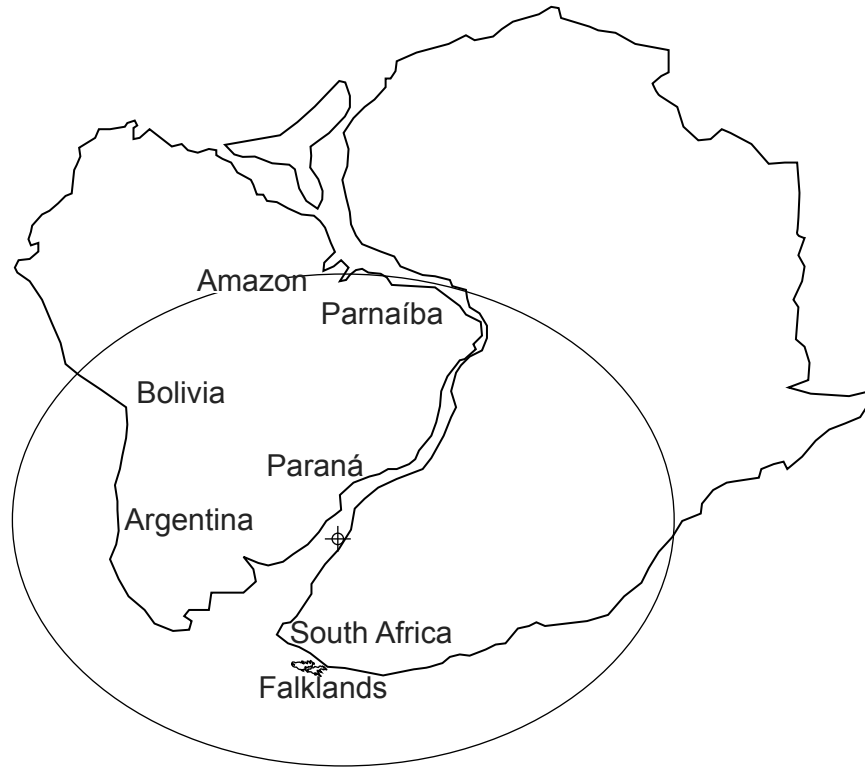 Amazon
Parnaíba
Bolivia
Paraná
Argentina
South Africa
Falklands